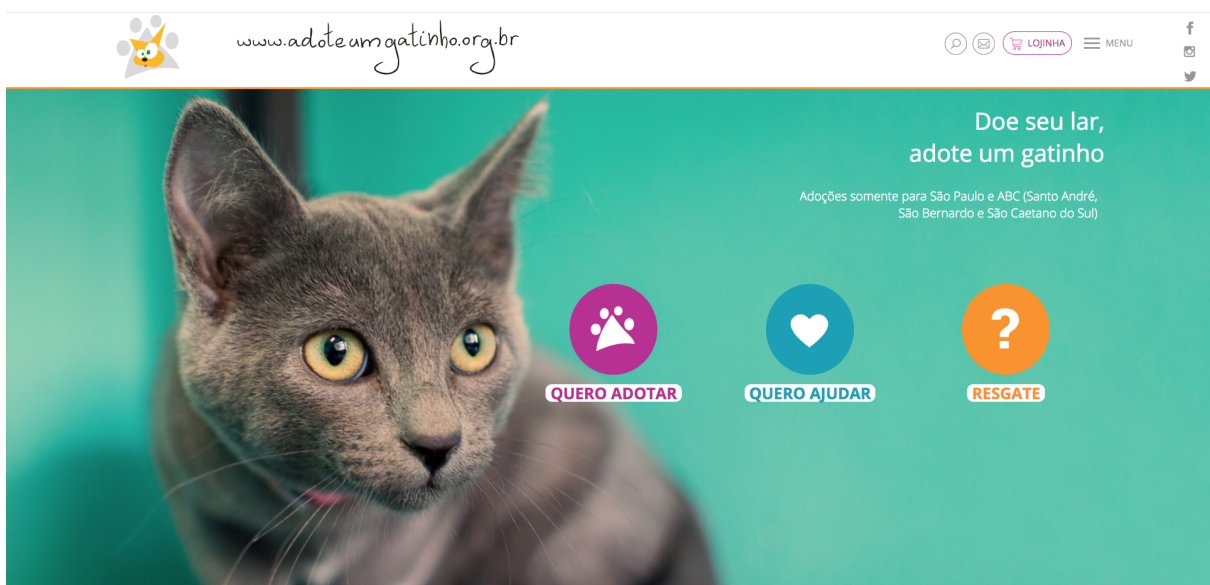 www.adoteumgatinho.org.br
LOJINHA
MENU
Doe seu lar,
adote um gatinho
Adoções somente para São Paulo e ABC (Santo André,
São Bernardo e São Caetano do Sul)
?
QUERO ADOTAR
QUERO AJUDAR
RESGATE